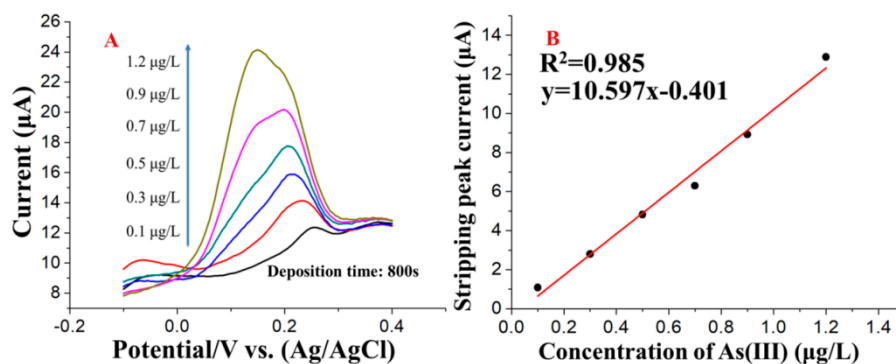 A
1.2 µg/L
0.9 µg/L
0.7 µg/L
0.5 µg/L
0.3 µg/L
0.1 µg/L
Deposition time: 800s
26
24
22
20
18
16
14
12
10
8
Current (µA)
-0.2
0.0
0.2
0.4
Potential/V vs. (Ag/AgCl)
B
R²=0.985
y=10.597x-0.401
14
12
10
8
6
4
2
0
Stripping peak current (µA)
0.0
0.2
0.4
0.6
0.8
1.0
1.2
1.4
Concentration of As(III) (µg/L)